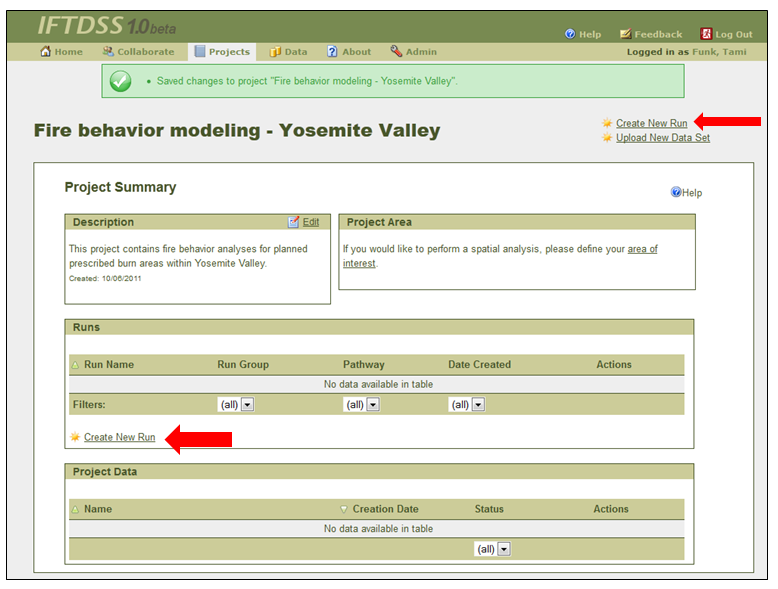 IFTDSS 1.0 beta
Help Feedback Log Out
Home Collaborate Projects Data About Admin Logged in as Funk, Tami
• Saved changes to project "Fire behavior modeling - Yosemite Valley".
Fire behavior modeling - Yosemite Valley
Create New Run
Upload New Data Set
Project Summary
Help
Description Edit
This project contains fire behavior analyses for planned
prescribed burn areas within Yosemite Valley.
Created: 10/06/2011
Project Area
If you would like to perform a spatial analysis, please define your area of
interest.
Runs
Run Name Run Group Pathway Date Created Actions
No data available in table
Filters: (all) (all) (all)
Create New Run
Project Data
Name Creation Date Status Actions
No data available in table
(all)